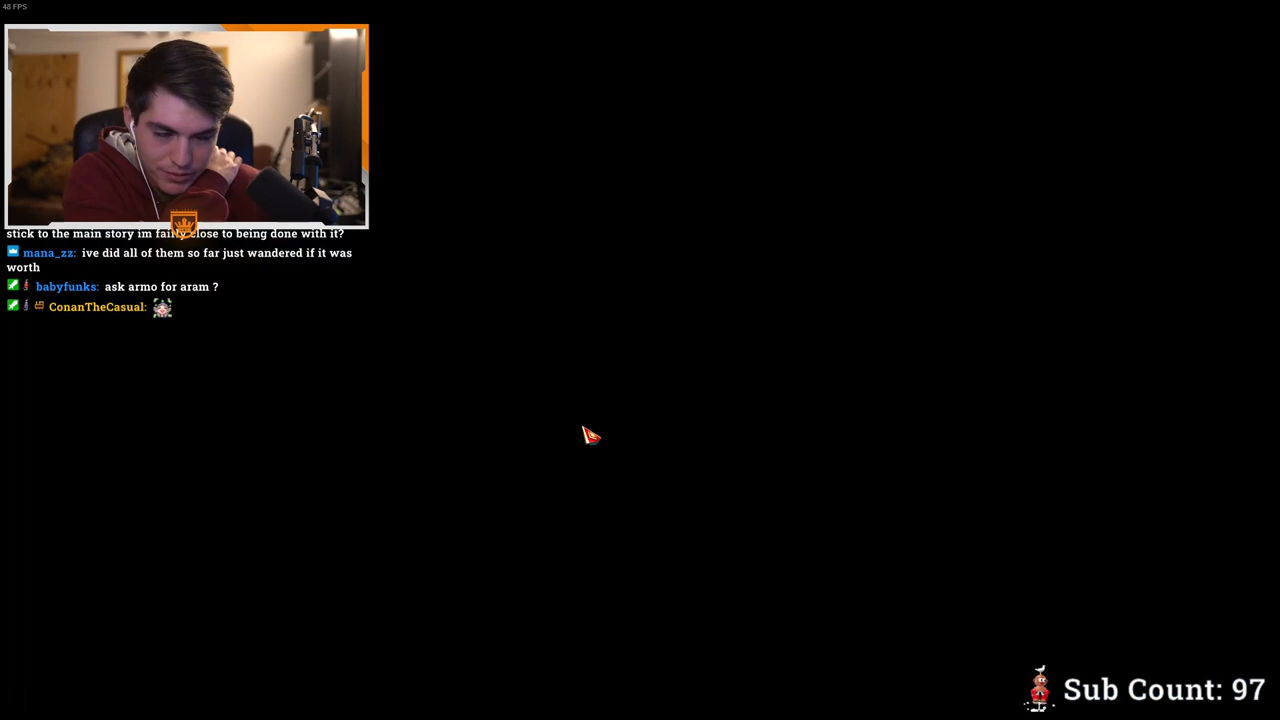 48 FPS
stick to the main story im fairly close to being done with it?
mana_zz: ive did all of them so far just wandered if it was
worth
babyfunks: ask armo for aram ?
ConanTheCasual:
Sub Count: 97